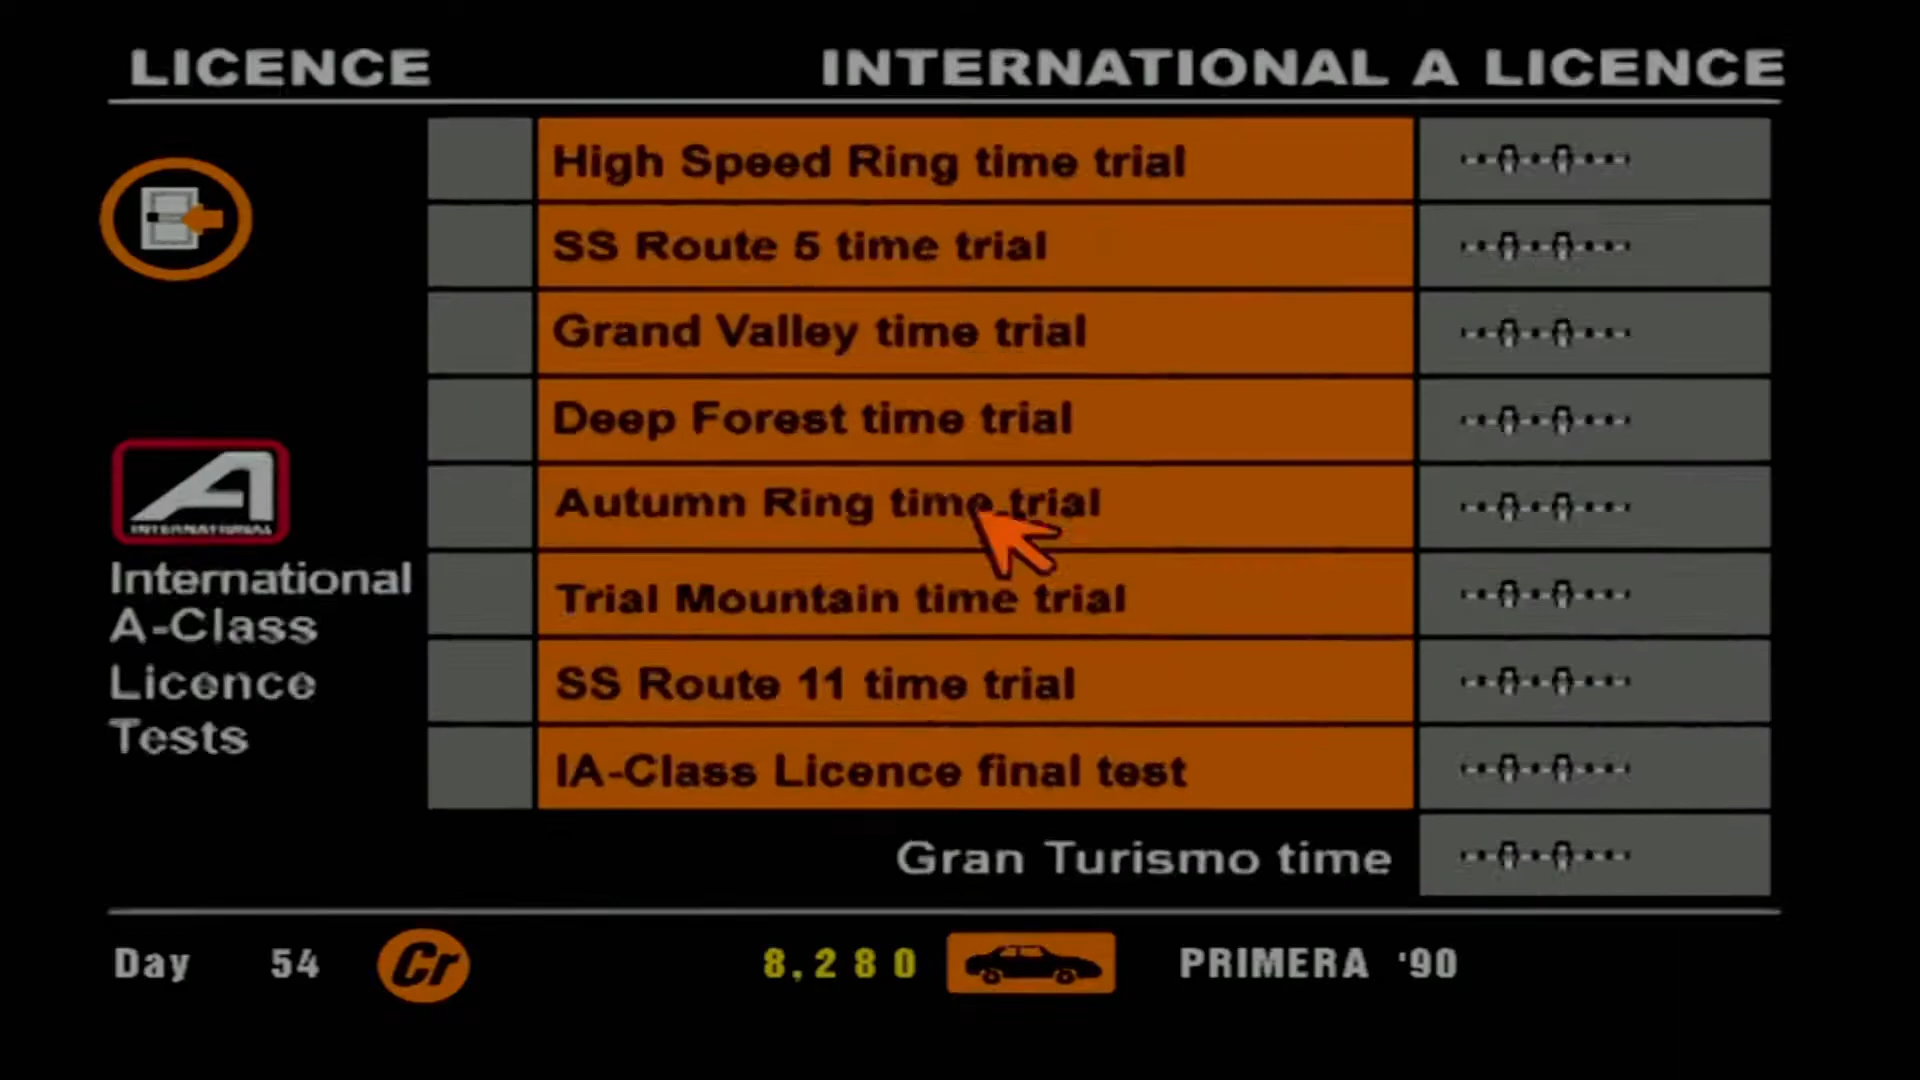 LICENCE
INTERNATIONAL A LICENCE
High Speed Ring time trial
SS Route 5 time trial
Grand Valley time trial
Deep Forest time trial
Autumn Ring time trial
Trial Mountain time trial
SS Route 11 time trial
IA-Class Licence final test
A
INTERNATIONAL
International
A-Class
Licence
Tests
Gran Turismo time
Day 54 Cr 8,280 PRIMERA '90